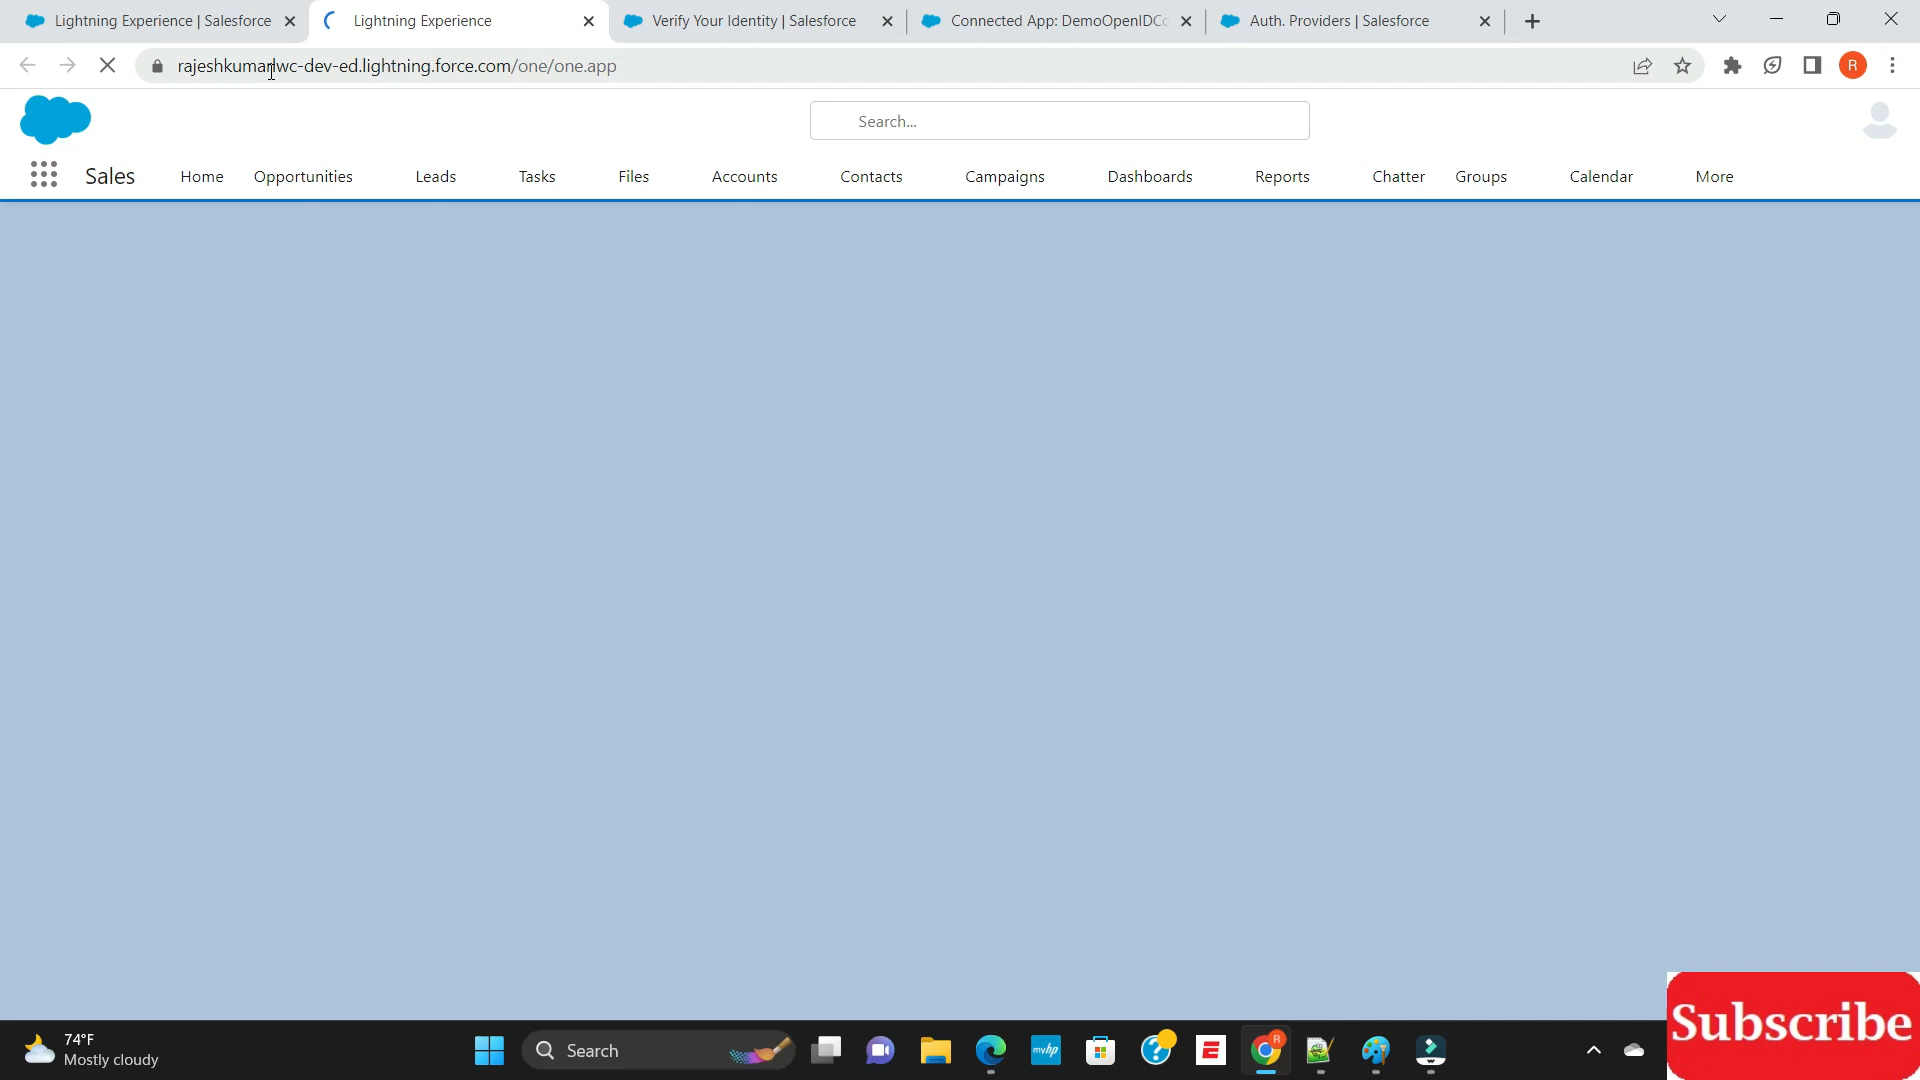 Lightning Experience | Salesforce
Lightning Experience
Verify Your Identity | Salesforce
Connected App: DemoOpenIDCo
Auth. Providers | Salesforce
rajeshkumarlwc-dev-ed.lightning.force.com/one/one.app
R
Search...
Sales
Home
Opportunities
Leads
Tasks
Files
Accounts
Contacts
Campaigns
Dashboards
Reports
Chatter
Groups
Calendar
More
74°F
Mostly cloudy
Search
myhp
E
R
Subscribe